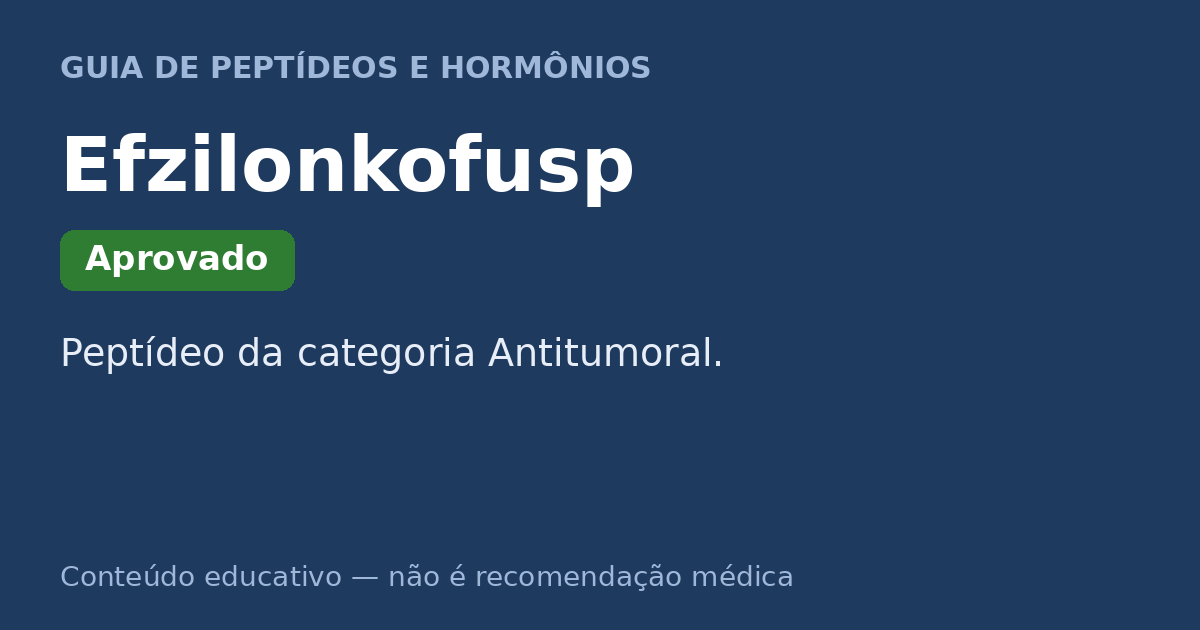 GUIA DE PEPTÍDEOS E HORMÔNIOS
Efzilonkofusp
Aprovado
Peptídeo da categoria Antitumoral.
Conteúdo educativo — não é recomendação médica